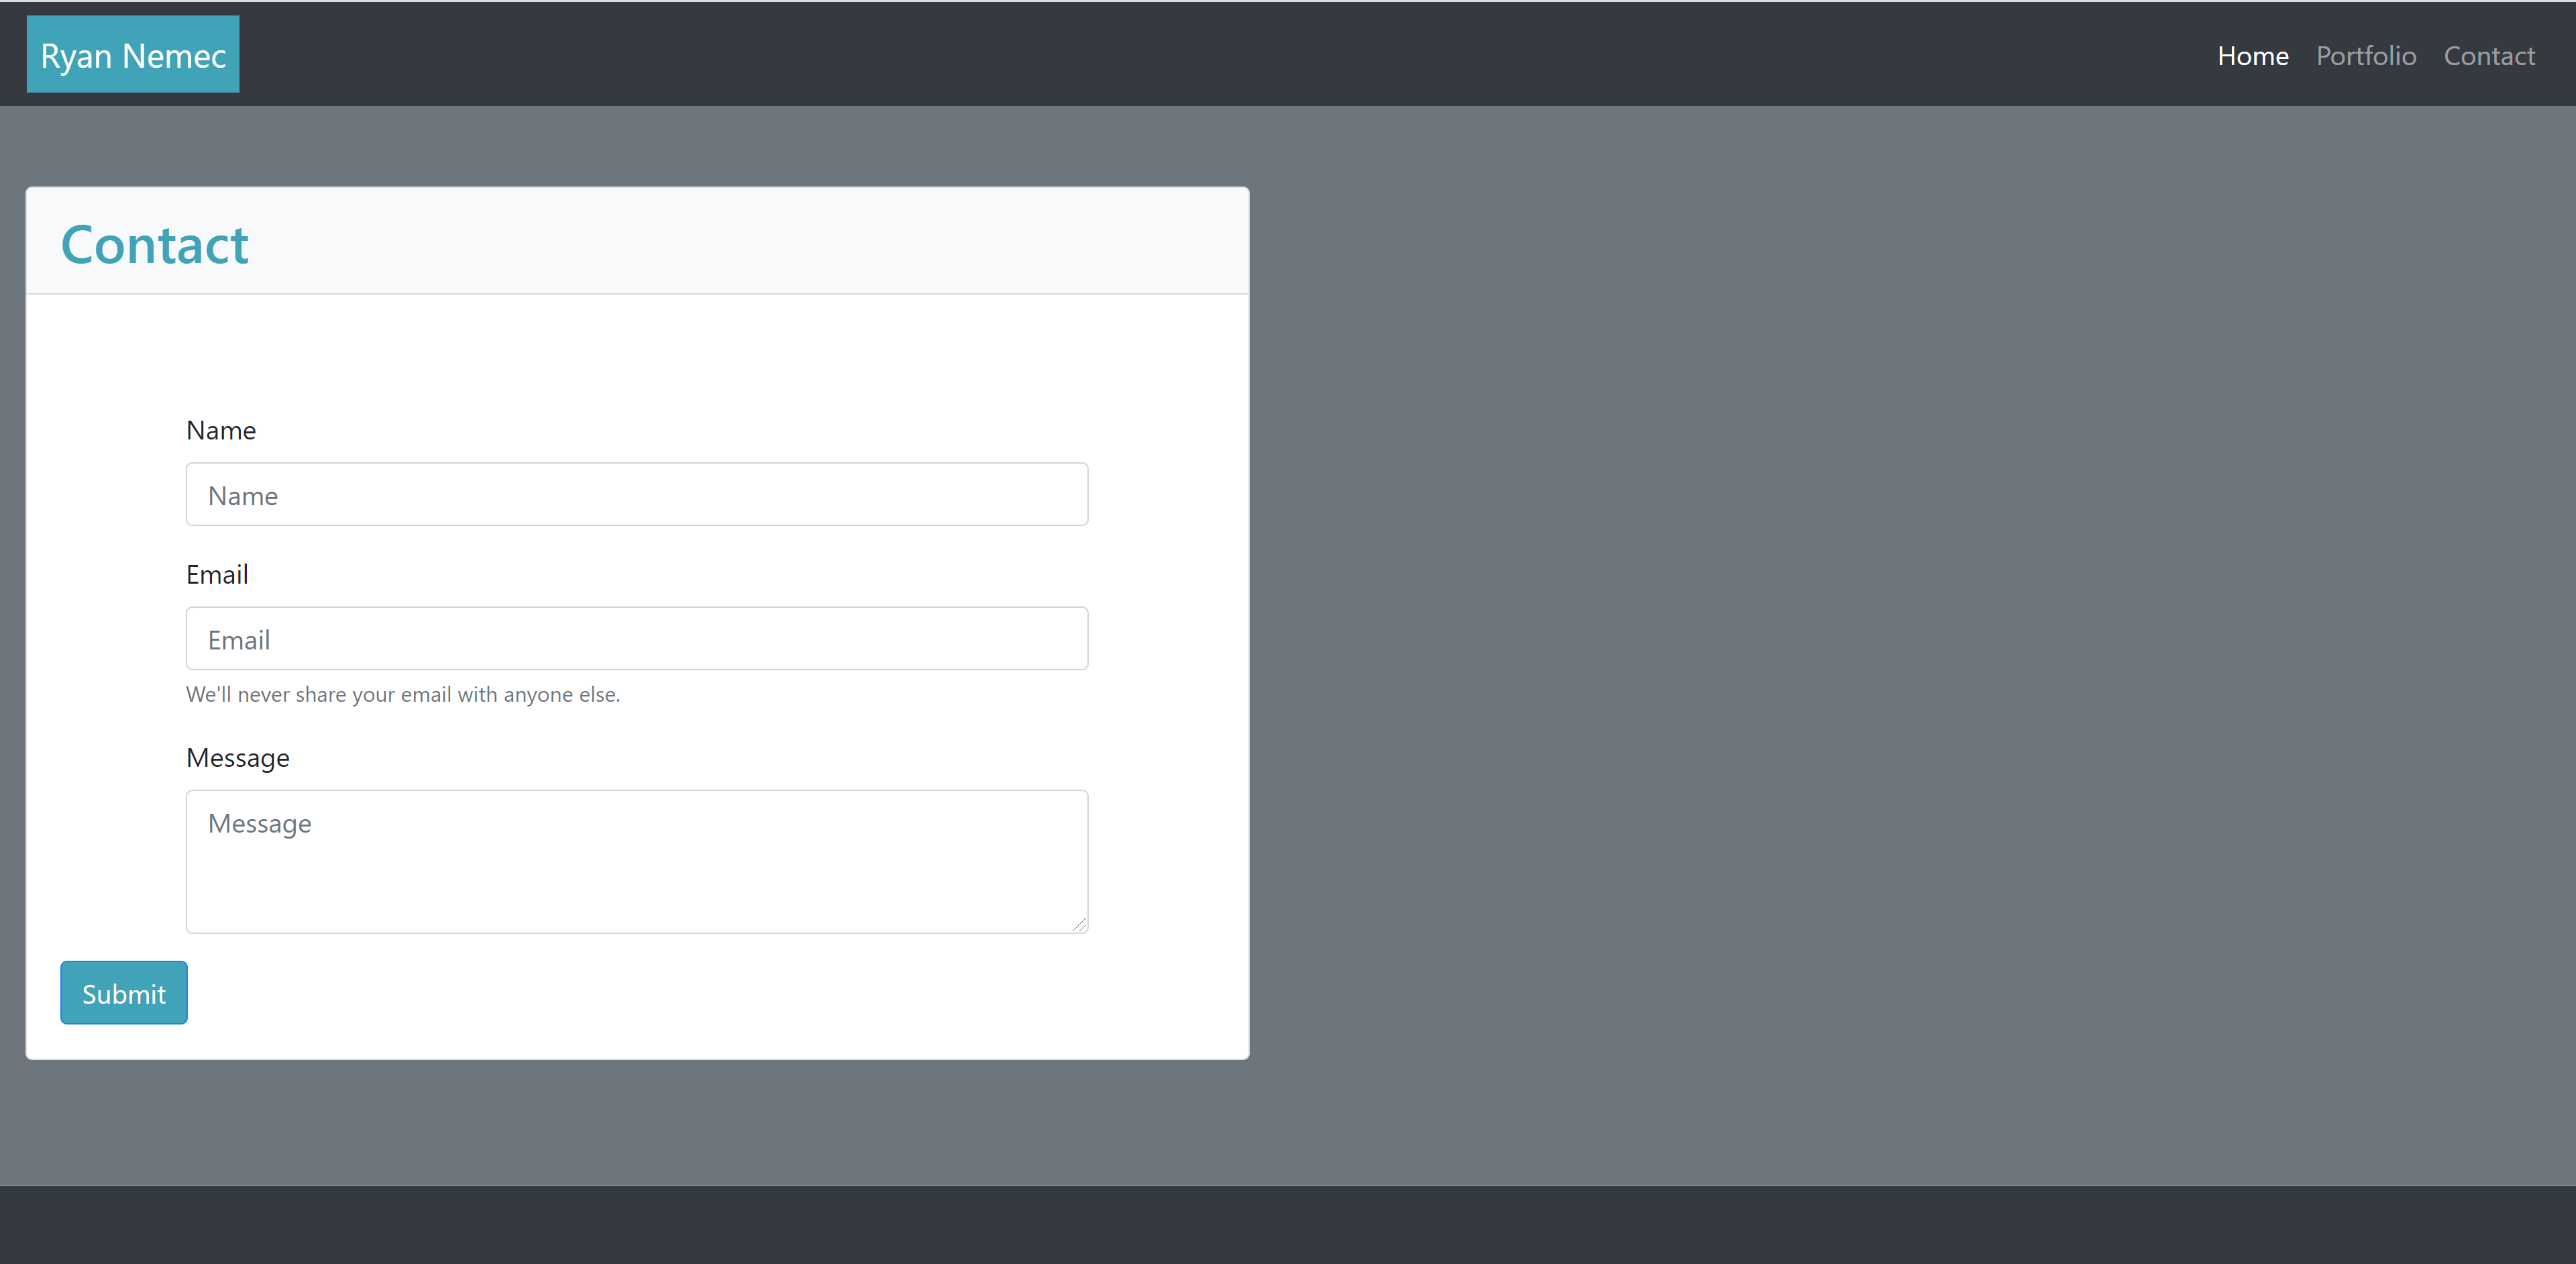 Ryan Nemec
Home Portfolio Contact
Contact
Name
Name
Email
Email
We'll never share your email with anyone else.
Message
Message
Submit